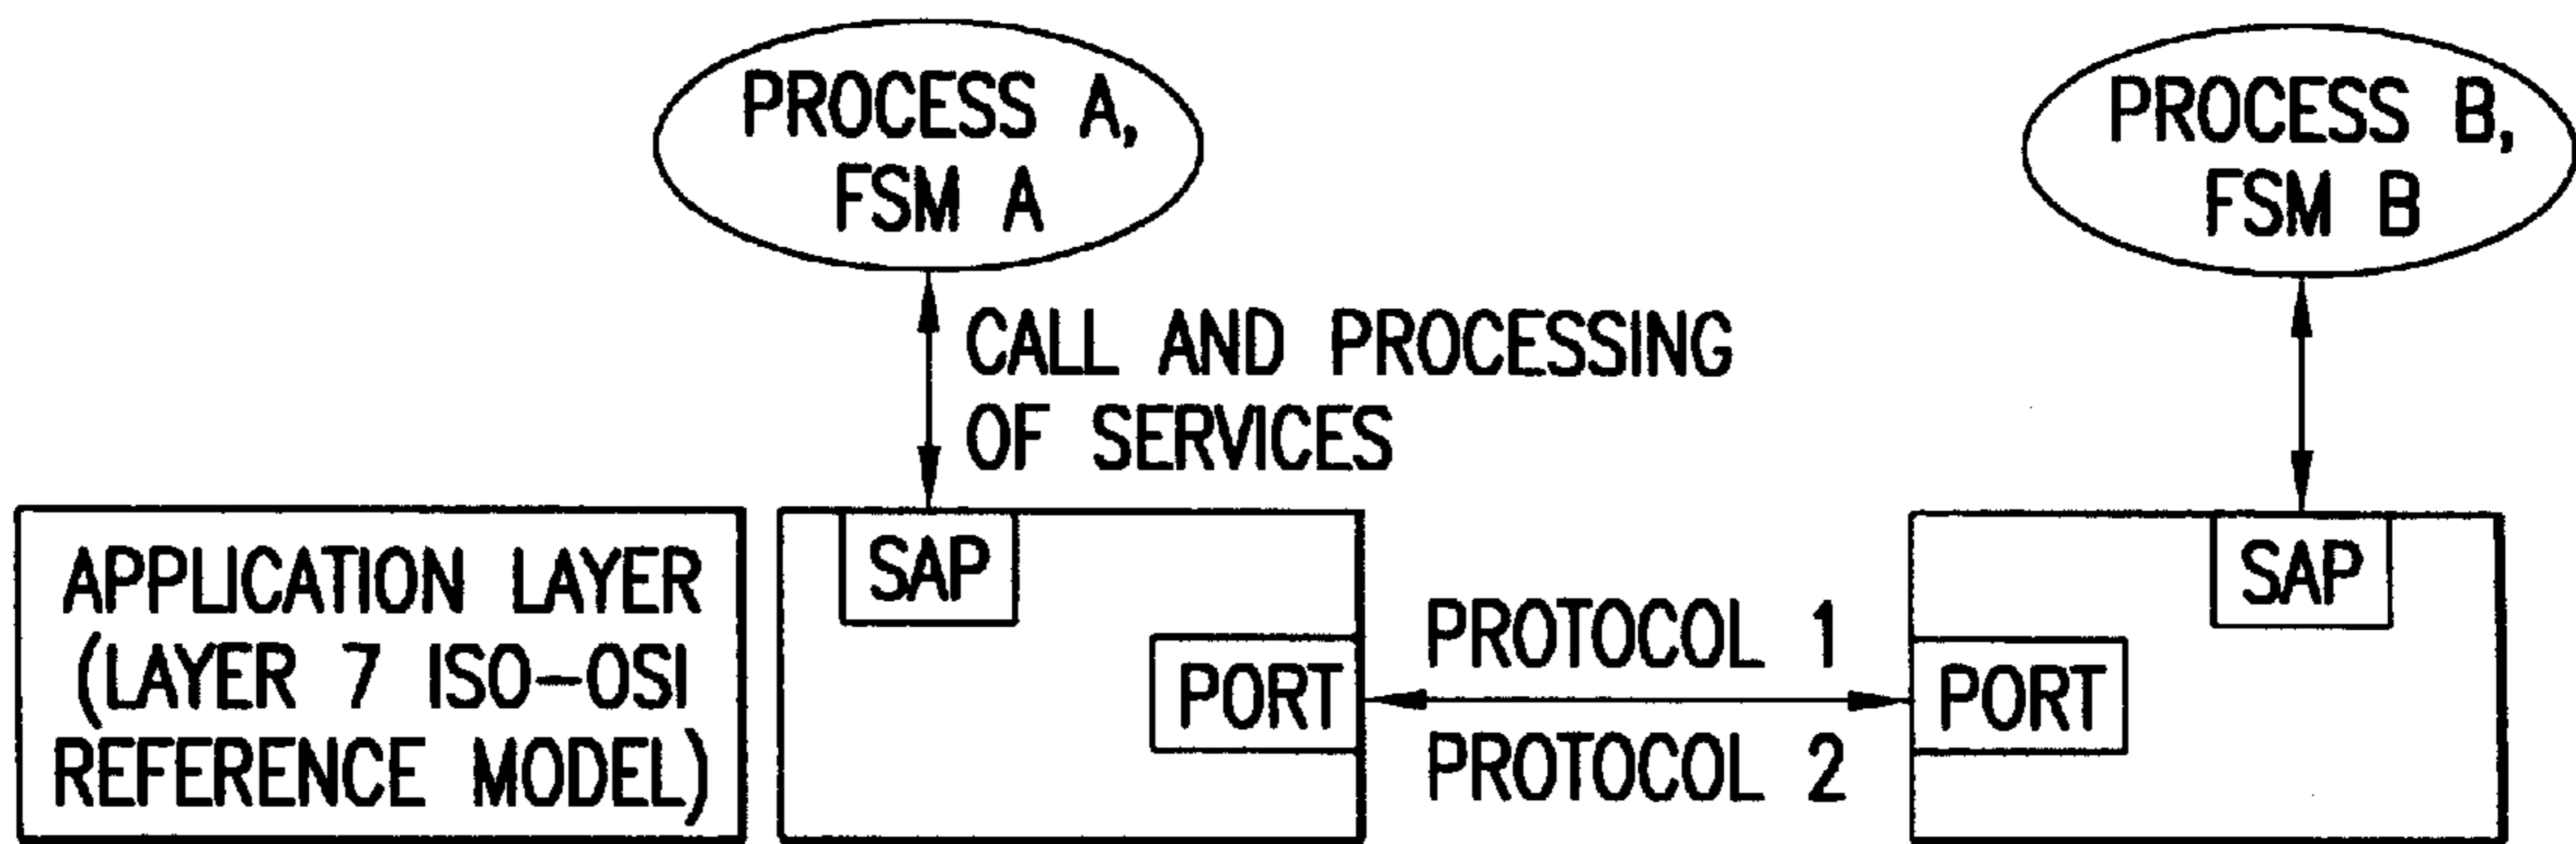 PROCESS A,
FSM A
PROCESS B,
FSM B
CALL AND PROCESSING
OF SERVICES
APPLICATION LAYER
(LAYER 7 ISO-OSI
REFERENCE MODEL)
SAP
PORT
PROTOCOL 1
PROTOCOL 2
SAP
PORT